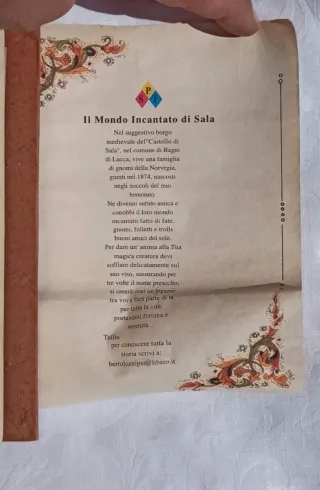 S P E
Il Mondo Incantato di Sala
Nel suggestivo borgo
medievale del"Castello di
Sala", nel comune di Bagni
di Lucca, vive una famiglia
di gnomi della Norvegia,
giunti nel 1874, nascosti
negli zoccoli del mio
bisnonno.
Ne divenni subito amica e
conobbi il loro mondo
incantato fatto di fate,
gnomi, folletti e trolls
buoni amici del sole.
Per dare un' anima alla Tua
magica creatura devi
soffiare delicatamente sul
suo viso, sussurando per
tre volte il nome prescelto,
si creerà così un legame
tra voi e farà parte di te
per tutta la vita,
portandoti fortuna e
serenità...
Tullia
per conoscere tutta la
storia scrivi a:
bertolozzipe@libero.it